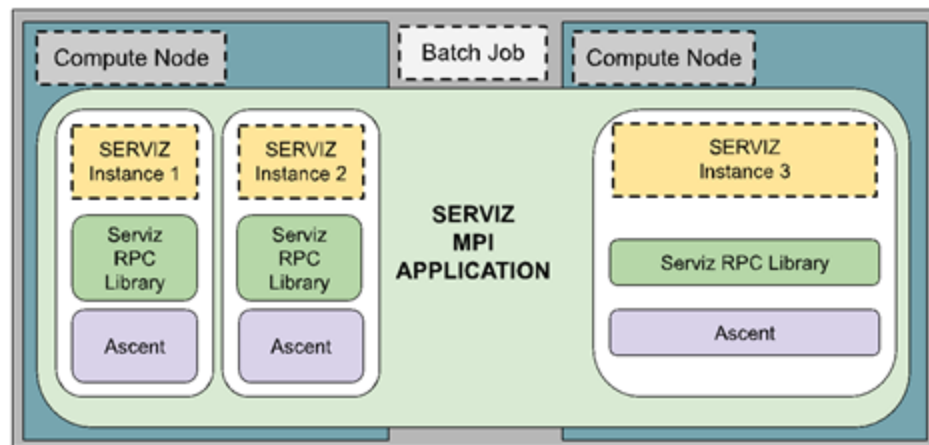 Compute Node
Batch Job
Compute Node
SERVIZ
Instance 1
Serviz
RPC
Library
Ascent
SERVIZ
Instance 2
Serviz
RPC
Library
Ascent
SERVIZ
MPI
APPLICATION
SERVIZ
Instance 3
Serviz RPC Library
Ascent